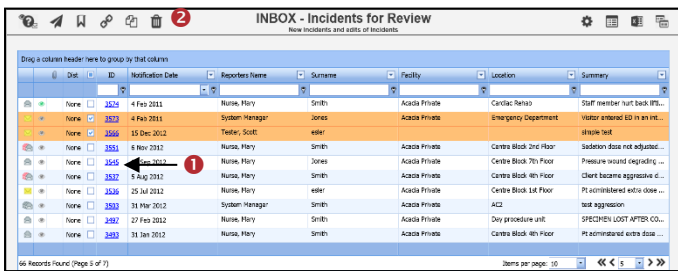 2
INBOX - Incidents for Review
New incidents and edits of incidents
Drag a column header here to group by that column
Dist ID Notification Date Reporters Name Surname Facility Location Summary
None 3574 4 Feb 2011 Nurse, Mary Smith Acacia Private Cardiac Rehab Staff member hurt back lifti...
None 3573 4 Feb 2011 System Manager Jones Acacia Private Emergency Department Visitor entered ED in an int...
None 3566 15 Dec 2012 Tester, Scott esler simple test
None 3551 6 Nov 2012 Nurse, Mary Smith Acacia Private Centre Block 2nd Floor Sedation dose not adjusted...
None 3545 Sep 2012 1 Nurse, Mary Jones Acacia Private Centre Block 7th Floor Pressure wound degrading ...
None 3537 5 Aug 2012 Nurse, Mary Smith Acacia Private Centre Block 4th Floor Client became aggressive d...
None 3536 25 Jul 2012 Nurse, Mary esler Acacia Private Centre Block 1st Floor Pt administered extra dose ...
None 3503 31 Mar 2012 System Manager Smith Acacia Private AC2 test aggression
None 3497 27 Feb 2012 Nurse, Mary Smith Acacia Private Day procedure unit SPECIMEN LOST AFTER CO...
None 3493 31 Jan 2012 Nurse, Mary Smith Acacia Private Centre Block 4th Floor Pt adminstered extra dose ...
66 Records Found (Page 5 of 7) Items per page: 10 5